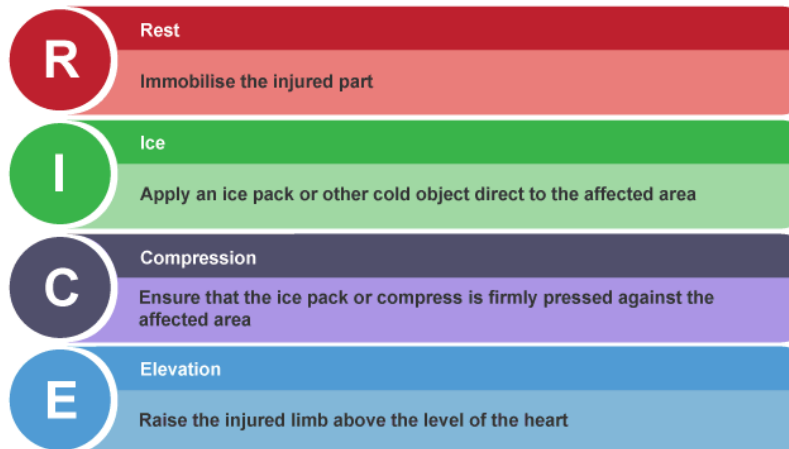 R
Rest
Immobilise the injured part
I
Ice
Apply an ice pack or other cold object direct to the affected area
C
Compression
Ensure that the ice pack or compress is firmly pressed against the
affected area
E
Elevation
Raise the injured limb above the level of the heart